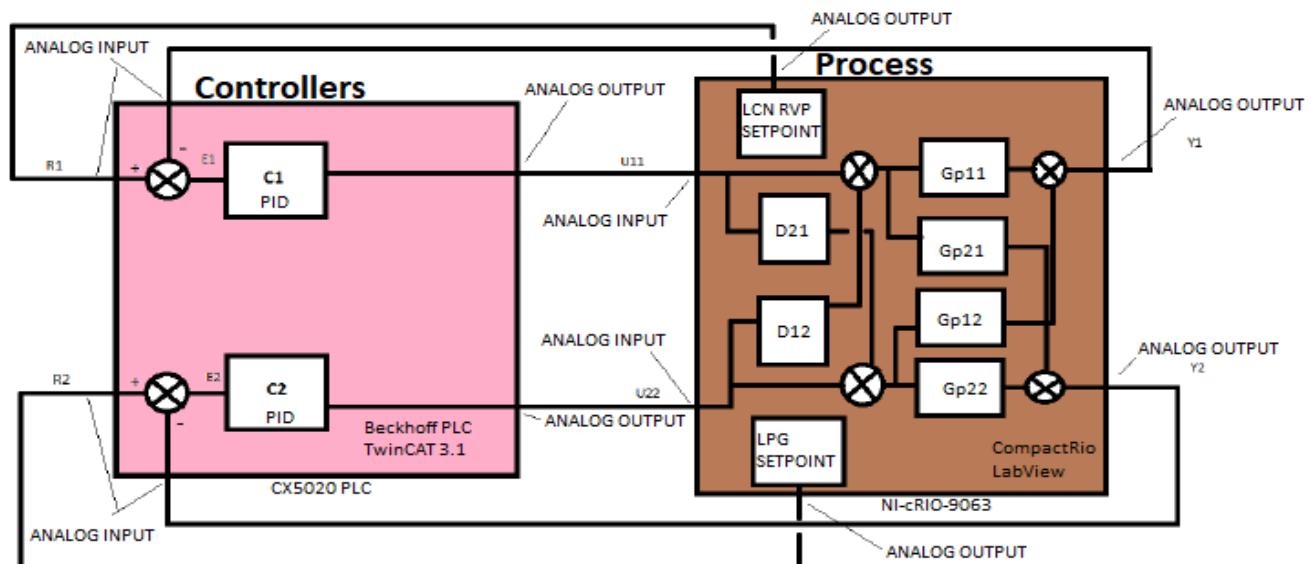 ANALOG OUTPUT
ANALOG INPUT
Controllers
Process
ANALOG OUTPUT
LCN RVP
SETPOINT
ANALOG OUTPUT
Y1
R1
+
-
E1
C1
PID
U11
ANALOG INPUT
Gp11
D21
Gp21
D12
Gp12
ANALOG INPUT
ANALOG OUTPUT
Y2
R2
+
-
E2
C2
PID
U22
Gp22
ANALOG OUTPUT
Beckhoff PLC
TwinCAT 3.1
LPG
SETPOINT
CompactRio
LabView
CX5020 PLC
NI-cRIO-9063
ANALOG INPUT
ANALOG OUTPUT